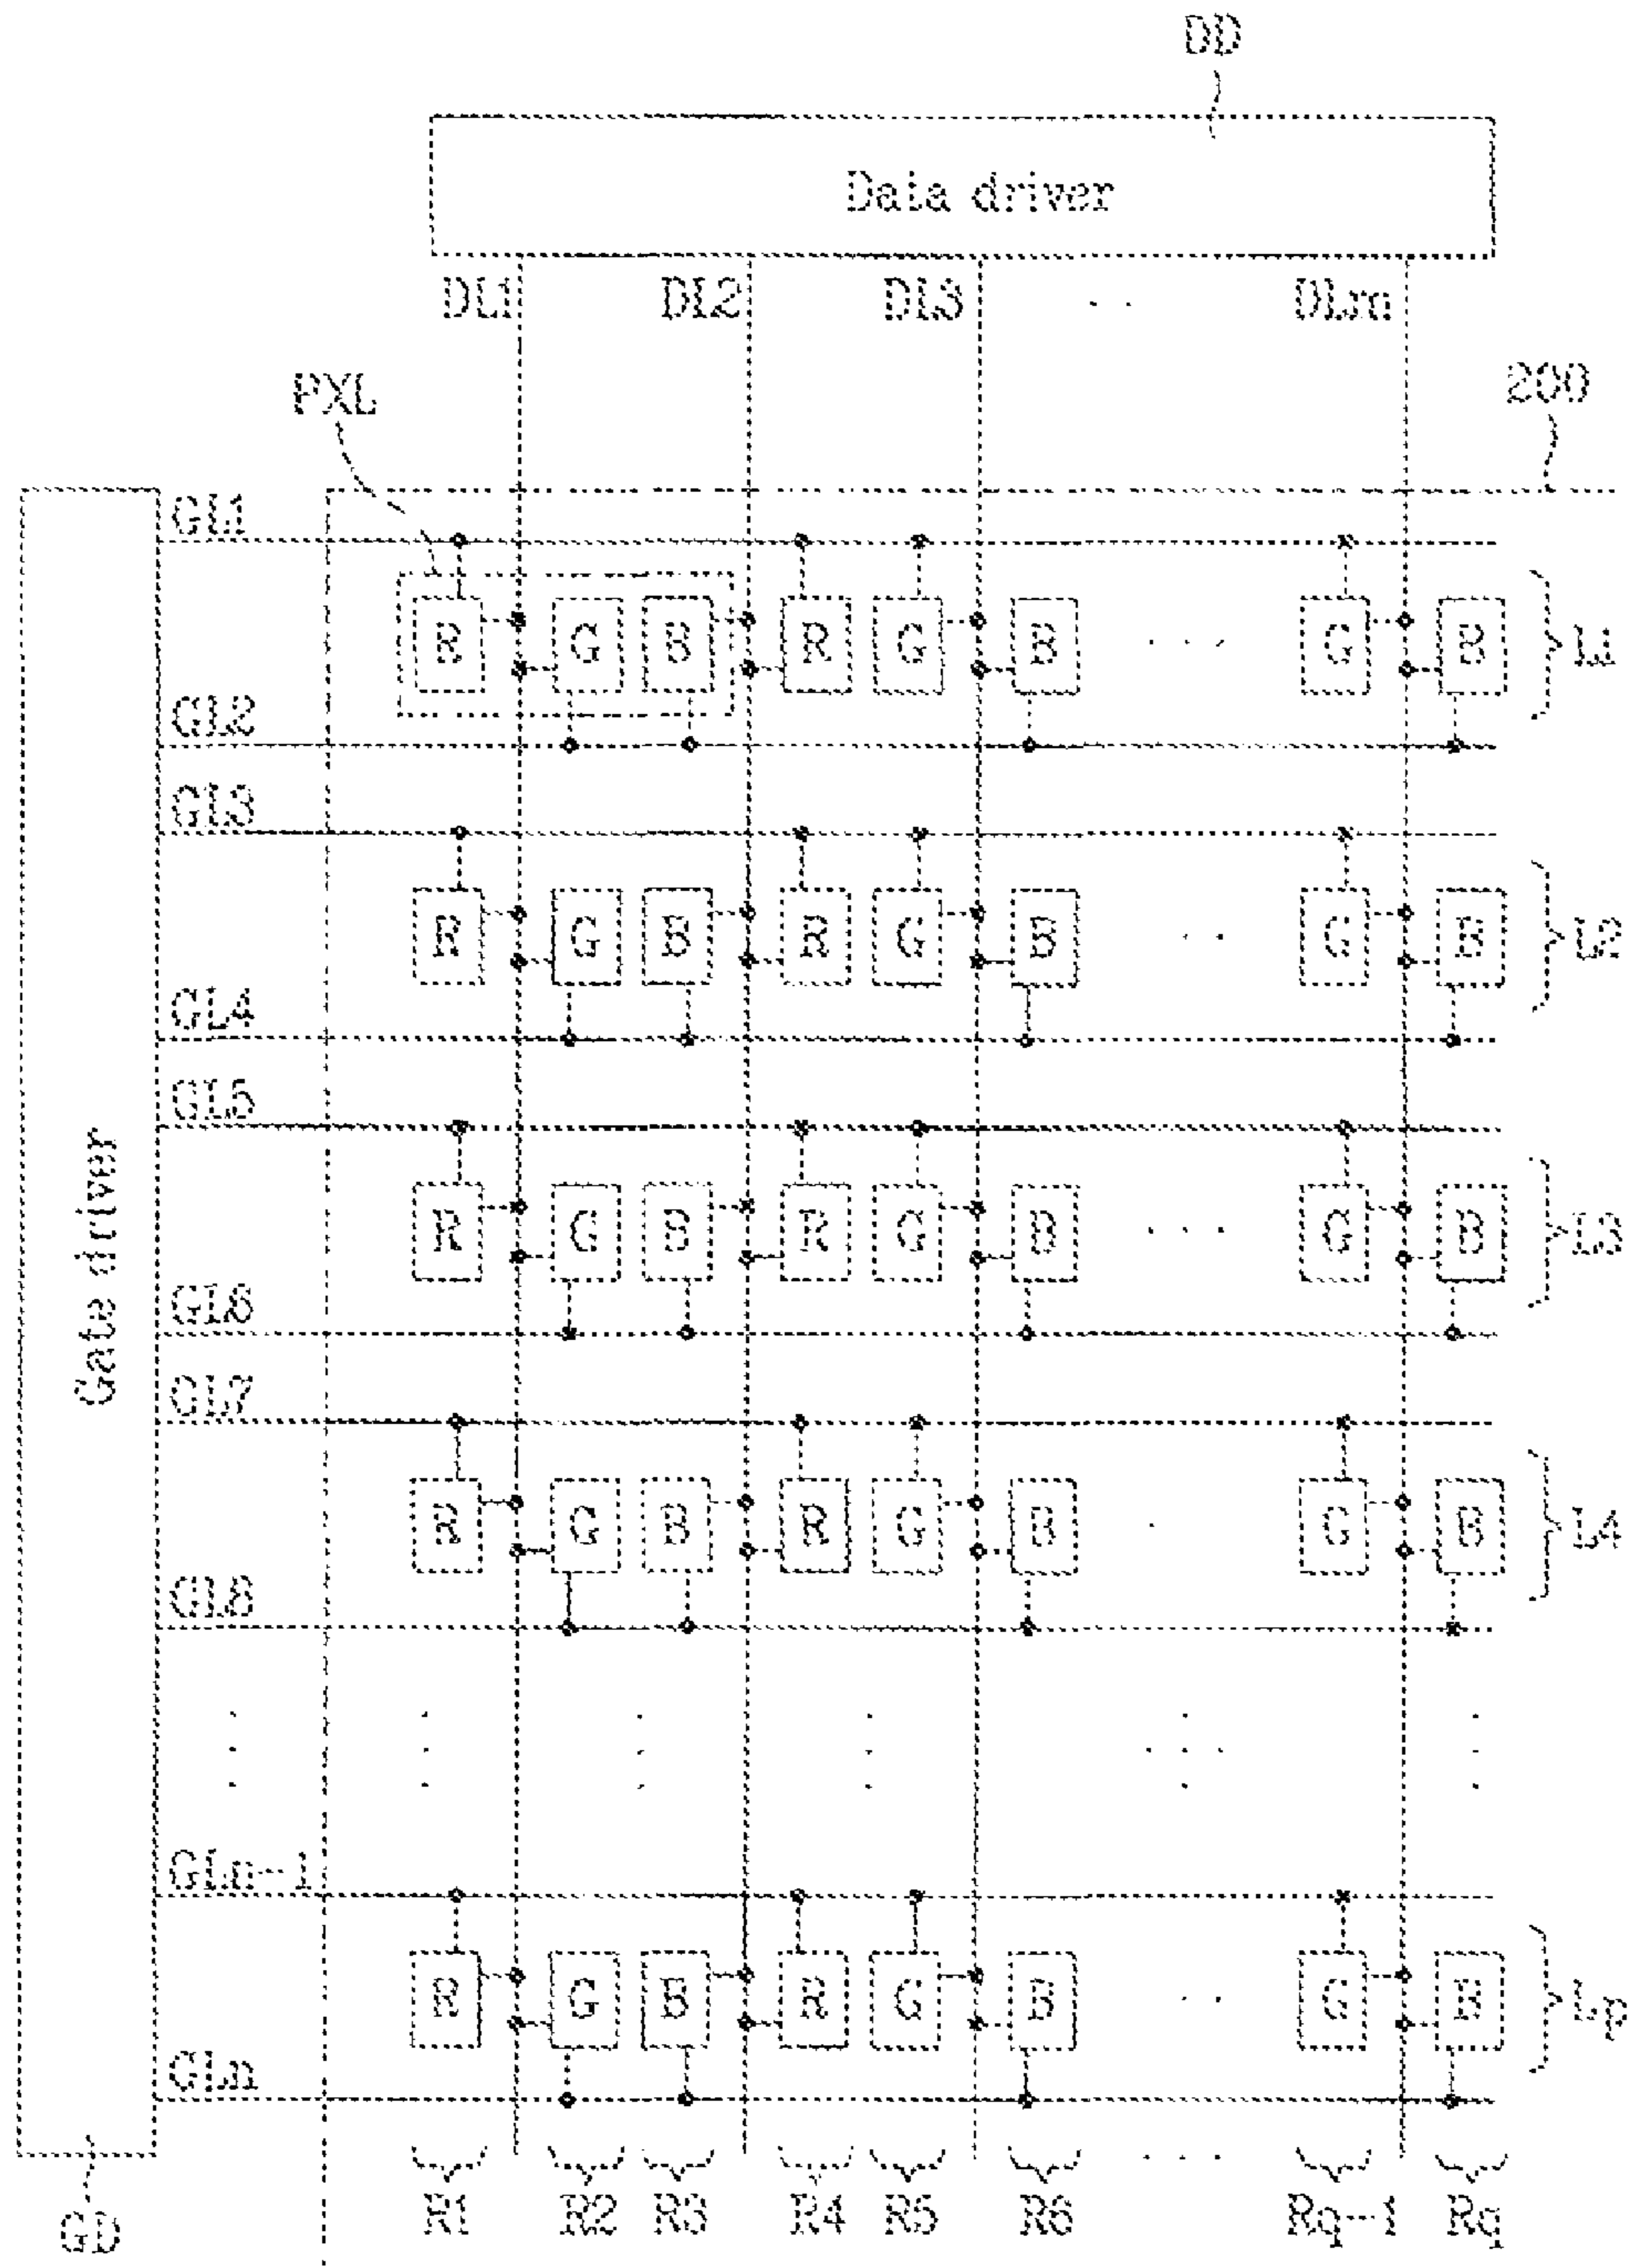 DD
Data driver
DL1 DL2 DL3 . . DLm
PXL
200
GL1
R G B R G B . . . G B
L1
GL2
GL3
R G B R G B . . G B
L2
GL4
GL5
R G B R G B . . . G B
L3
GL6
Gate driver
GL7
R G B R G B . G B
L4
GL8
GLn-1
R G B R G B . . G B
Lp
GLn
GD
R1 R2 R3 R4 R5 R6 . . . Rq-1 Rq